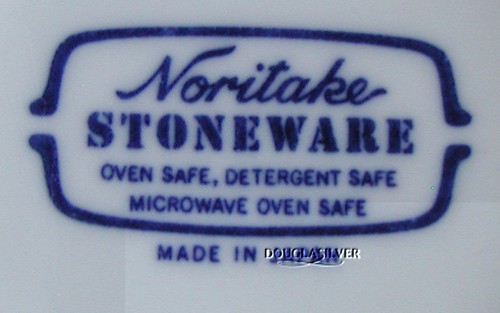 Noritake
STONEWARE
OVEN SAFE, DETERGENT SAFE
MICROWAVE OVEN SAFE
MADE IN
DOUGLASILVER